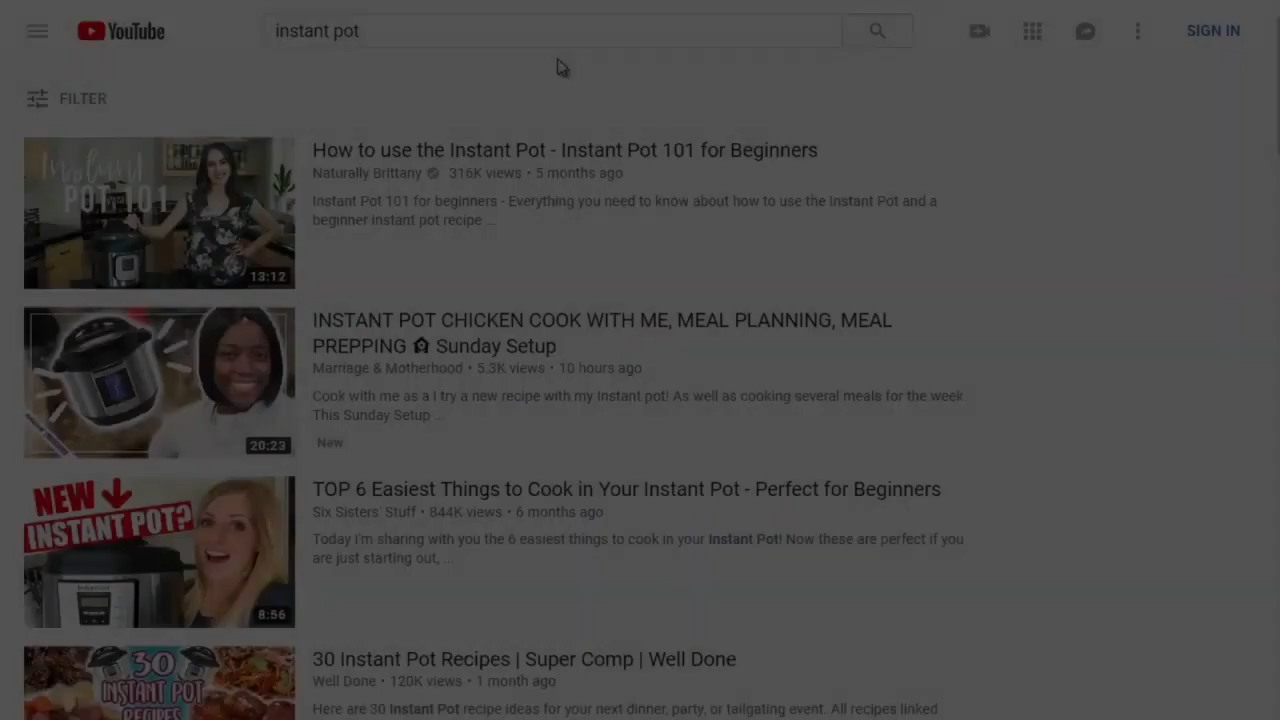 YouTube
instant pot
SIGN IN
FILTER
Instant
POT 101
13:12
How to use the Instant Pot - Instant Pot 101 for Beginners
Naturally Brittany 316K views • 5 months ago
Instant Pot 101 for beginners - Everything you need to know about how to use the Instant Pot and a
beginner instant pot recipe ...
20:23
INSTANT POT CHICKEN COOK WITH ME, MEAL PLANNING, MEAL
PREPPING Sunday Setup
Marriage & Motherhood • 5.3K views • 10 hours ago
Cook with me as a I try a new recipe with my Instant pot! As well as cooking several meals for the week
This Sunday Setup ...
New
NEW
INSTANT POT?
8:56
TOP 6 Easiest Things to Cook in Your Instant Pot - Perfect for Beginners
Six Sisters' Stuff • 844K views • 6 months ago
Today I'm sharing with you the 6 easiest things to cook in your Instant Pot! Now these are perfect if you
are just starting out, ...
30
INSTANT POT
RECIPES
30 Instant Pot Recipes | Super Comp | Well Done
Well Done • 120K views • 1 month ago
Here are 30 Instant Pot recipe ideas for your next dinner, party, or tailgating event. All recipes linked